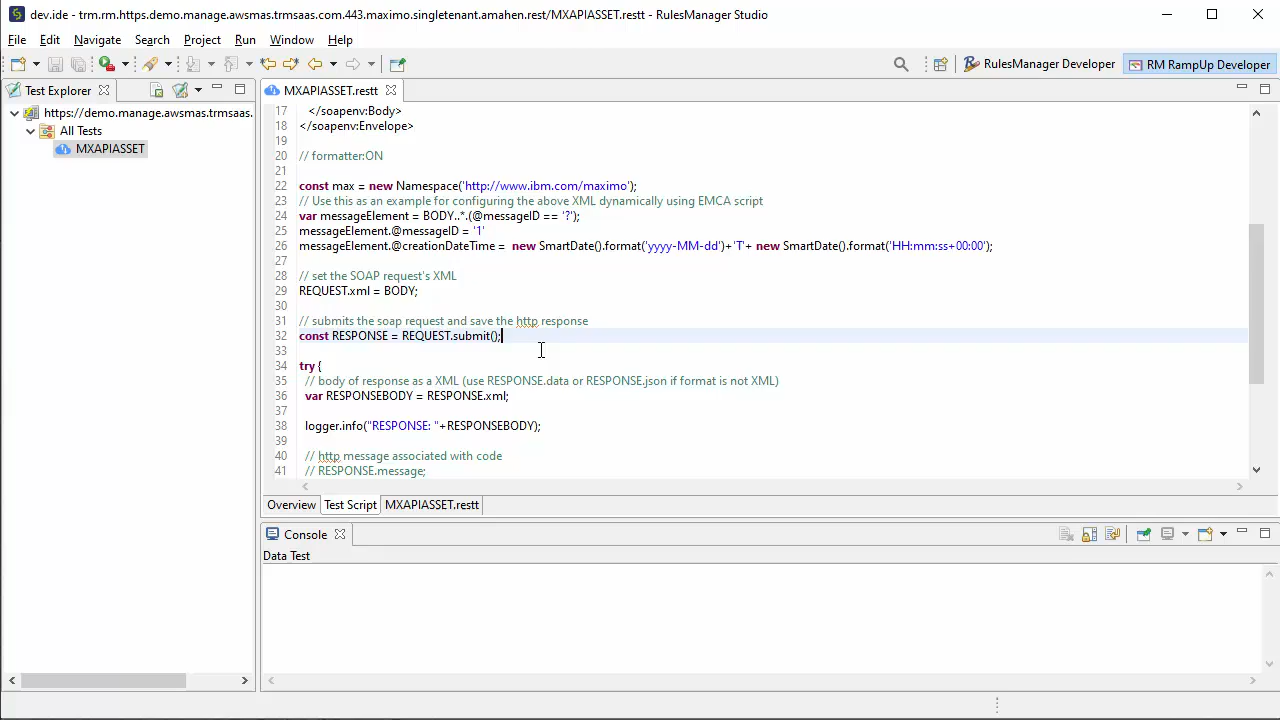 dev.ide - trm.rm.https.demo.manage.awsmas.trmsaas.com.443.maximo.singletenant.amahen.rest/MXAPIASSET.restt - RulesManager Studio
File Edit Navigate Search Project Run Window Help
RulesManager Developer RM RampUp Developer
Test Explorer
MXAPIASSET.restt
https://demo.manage.awsmas.trmsaas.
All Tests
MXAPIASSET
17 </soapenv:Body>
18 </soapenv:Envelope>
19
20 // formatter:ON
21
22 const max = new Namespace('http://www.ibm.com/maximo');
23 // Use this as an example for configuring the above XML dynamically using EMCA script
24 var messageElement = BODY..*.(@messageID == '?');
25 messageElement.@messageID = '1'
26 messageElement.@creationDateTime = new SmartDate().format('yyyy-MM-dd')+'T'+ new SmartDate().format('HH:mm:ss+00:00');
27
28 // set the SOAP request's XML
29 REQUEST.xml = BODY;
30
31 // submits the soap request and save the http response
32 const RESPONSE = REQUEST.submit();
33
34 try {
35 // body of response as a XML (use RESPONSE.data or RESPONSE.json if format is not XML)
36 var RESPONSEBODY = RESPONSE.xml;
37
38 logger.info("RESPONSE: "+RESPONSEBODY);
39
40 // http message associated with code
41 // RESPONSE.message;
Overview Test Script MXAPIASSET.restt
Console
Data Test